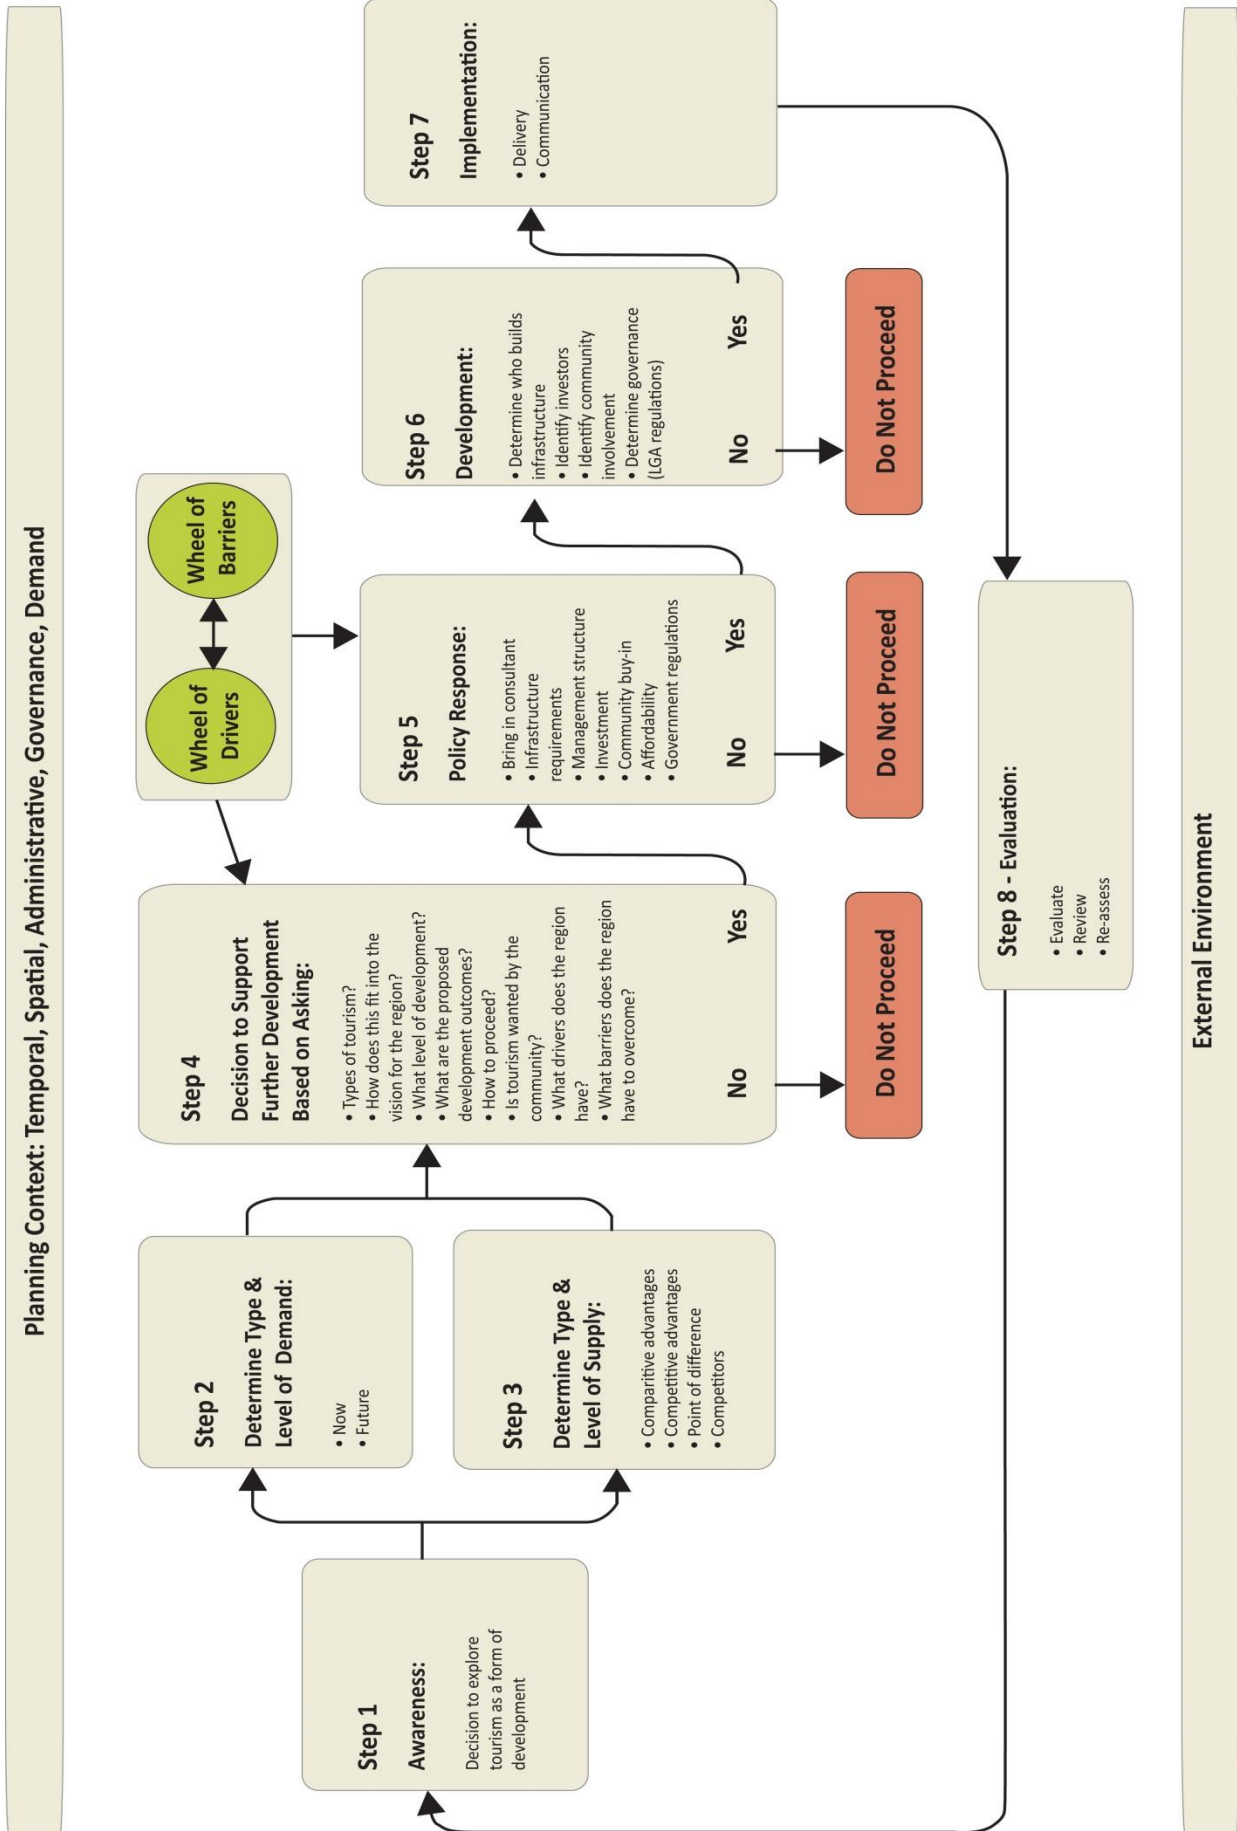 Planning Context: Temporal, Spatial, Administrative, Governance, Demand
Wheel of
Drivers
Wheel of
Barriers
Step 1
Awareness:
Decision to explore
tourism as a form of
development
Step 2
Determine Type &
Level of  Demand:
• Now
• Future
Step 3
Determine Type &
Level of Supply:
• Comparitive advantages
• Competitive advantages
• Point of difference
• Competitors
Step 4
Decision to Support
Further Development
Based on Asking:
• Types of tourism?
• How does this fit into the
vision for the region?
• What level of development?
• What are the proposed
development outcomes?
• How to proceed?
• Is tourism wanted by the
community?
• What drivers does the region
have?
• What barriers does the region
have to overcome?
No
Yes
Do Not Proceed
Step 5
Policy Response:
• Bring in consultant
• Infrastructure
requirements
• Management structure
• Investment
• Community buy-in
• Affordability
• Government regulations
No
Yes
Do Not Proceed
Step 6
Development:
• Determine who builds
infrastructure
• Identify investors
• Identify community
involvement
• Determine governance
(LGA regulations)
No
Yes
Do Not Proceed
Step 7
Implementation:
• Delivery
• Communication
Step 8 - Evaluation:
• Evaluate
• Review
• Re-assess
External Environment